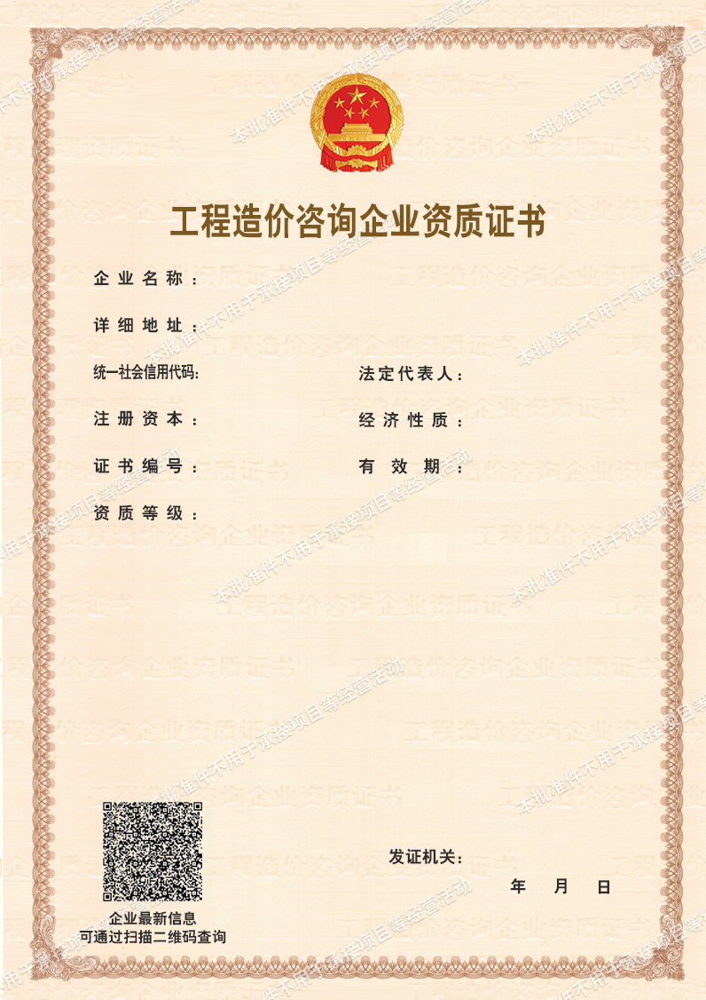 工程造价咨询企业资质证书
企业名称：
详细地址：
统一社会信用代码： 法定代表人：
注册资本： 经济性质：
证书编号： 有效期：
资质等级：
发证机关：
年 月 日
企业最新信息
可通过扫描二维码查询
本批准件不用于承接项目等经营活动